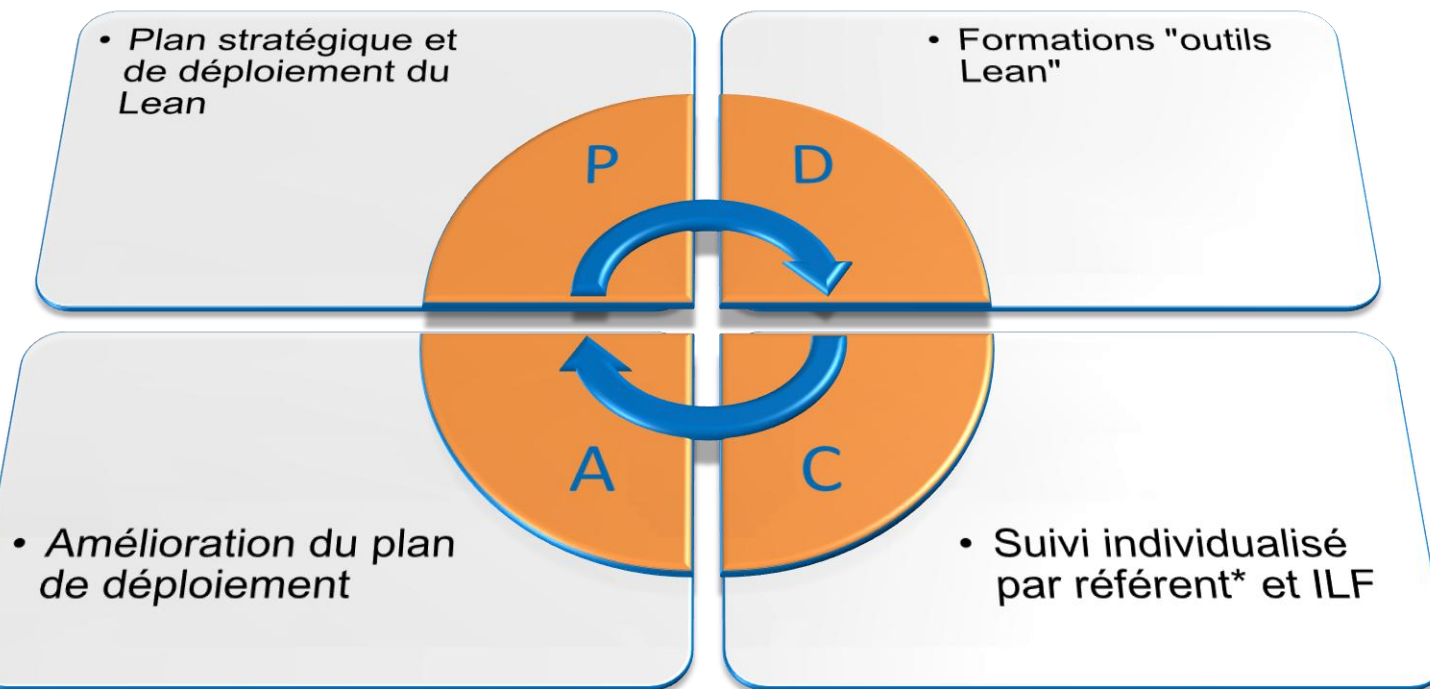 • Plan stratégique et
de déploiement du
Lean
• Formations "outils
Lean"
P
D
A
C
• Amélioration du plan
de déploiement
• Suivi individualisé
par référent* et ILF